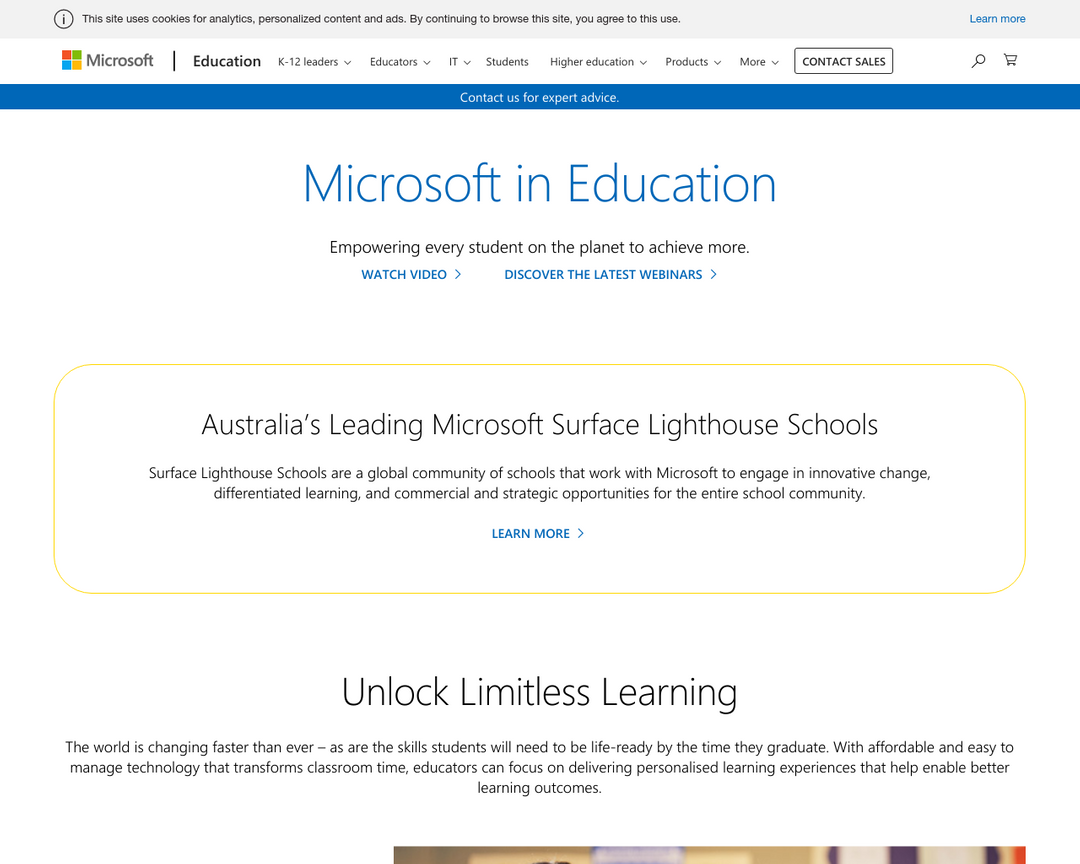 This site uses cookies for analytics, personalized content and ads. By continuing to browse this site, you agree to this use.
Learn more
Microsoft
Education
K-12 leaders
Educators
IT
Students
Higher education
Products
More
CONTACT SALES
Contact us for expert advice.
Microsoft in Education
Empowering every student on the planet to achieve more.
WATCH VIDEO
DISCOVER THE LATEST WEBINARS
Australia’s Leading Microsoft Surface Lighthouse Schools
Surface Lighthouse Schools are a global community of schools that work with Microsoft to engage in innovative change,
differentiated learning, and commercial and strategic opportunities for the entire school community.
LEARN MORE
Unlock Limitless Learning
The world is changing faster than ever – as are the skills students will need to be life-ready by the time they graduate. With affordable and easy to
manage technology that transforms classroom time, educators can focus on delivering personalised learning experiences that help enable better
learning outcomes.